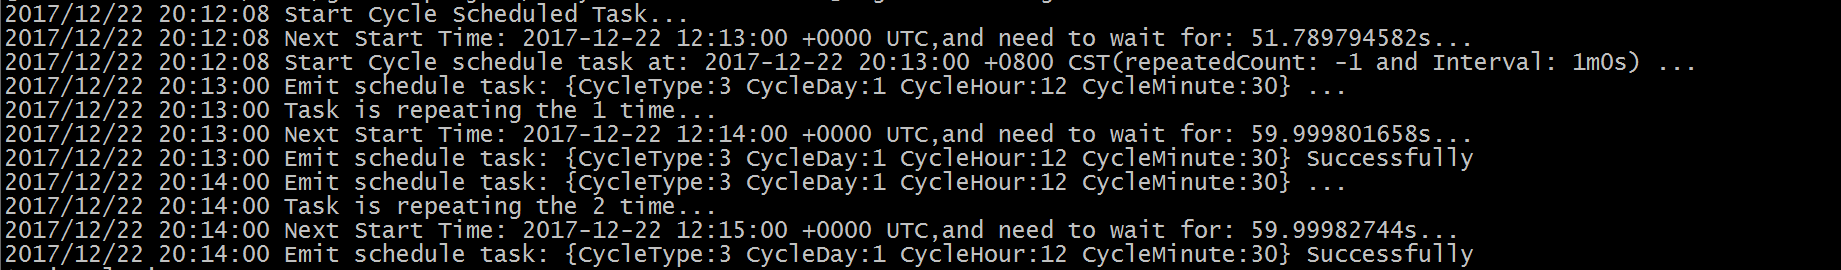 2017/12/22 20:12:08 Start Cycle Scheduled Task...
2017/12/22 20:12:08 Next Start Time: 2017-12-22 12:13:00 +0000 UTC,and need to wait for: 51.789794582s...
2017/12/22 20:12:08 Start Cycle schedule task at: 2017-12-22 20:13:00 +0800 CST(repeatedCount: -1 and Interval: 1m0s) ...
2017/12/22 20:13:00 Emit schedule task: {CycleType:3 CycleDay:1 CycleHour:12 CycleMinute:30} ...
2017/12/22 20:13:00 Task is repeating the 1 time...
2017/12/22 20:13:00 Next Start Time: 2017-12-22 12:14:00 +0000 UTC,and need to wait for: 59.999801658s...
2017/12/22 20:13:00 Emit schedule task: {CycleType:3 CycleDay:1 CycleHour:12 CycleMinute:30} Successfully
2017/12/22 20:14:00 Emit schedule task: {CycleType:3 CycleDay:1 CycleHour:12 CycleMinute:30} ...
2017/12/22 20:14:00 Task is repeating the 2 time...
2017/12/22 20:14:00 Next Start Time: 2017-12-22 12:15:00 +0000 UTC,and need to wait for: 59.99982744s...
2017/12/22 20:14:00 Emit schedule task: {CycleType:3 CycleDay:1 CycleHour:12 CycleMinute:30} Successfully